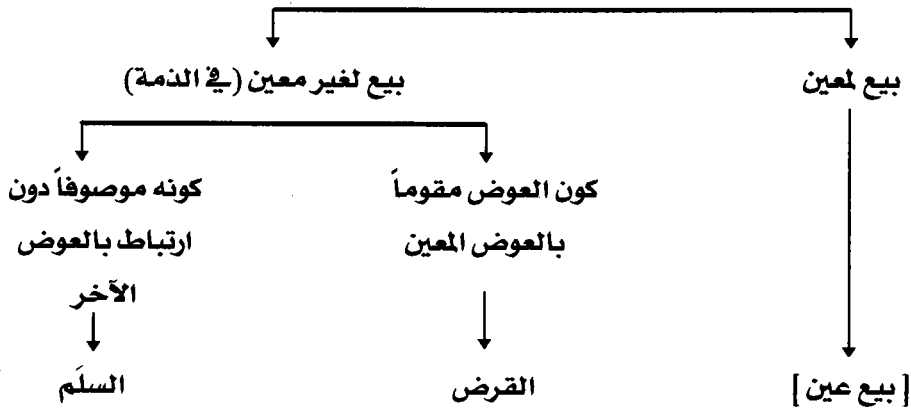 بيع لمعين
بيع لغير معين (في الذمة)
كون العوض مقوماً
بالعوض المعين
كونه موصوفاً دون
ارتباط بالعوض
الآخر
[بيع عين]
القرض
السلَم